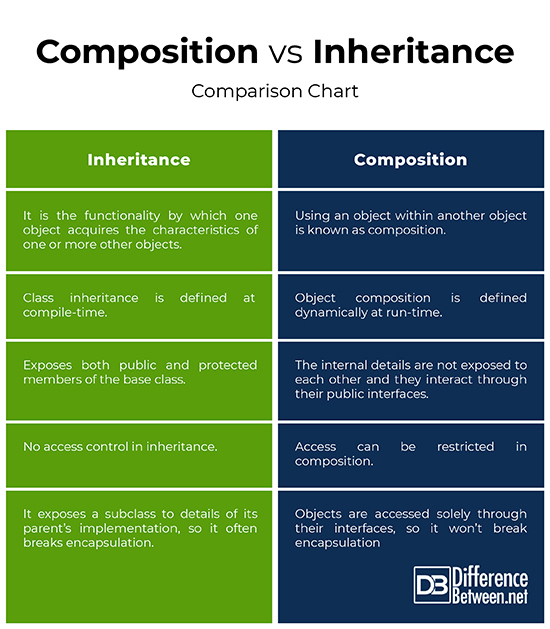 Composition vs Inheritance
Comparison Chart
Inheritance
Composition
It is the functionality by which one
object acquires the characteristics of
one or more other objects.
Using an object within another object
is known as composition.
Class inheritance is defined at
compile-time.
Object composition is defined
dynamically at run-time.
Exposes both public and protected
members of the base class.
The internal details are not exposed to
each other and they interact through
their public interfaces.
No access control in inheritance.
Access can be restricted in
composition.
It exposes a subclass to details of its
parent's implementation, so it often
breaks encapsulation.
Objects are accessed solely through
their interfaces, so it won't break
encapsulation
DB Difference
Between.net